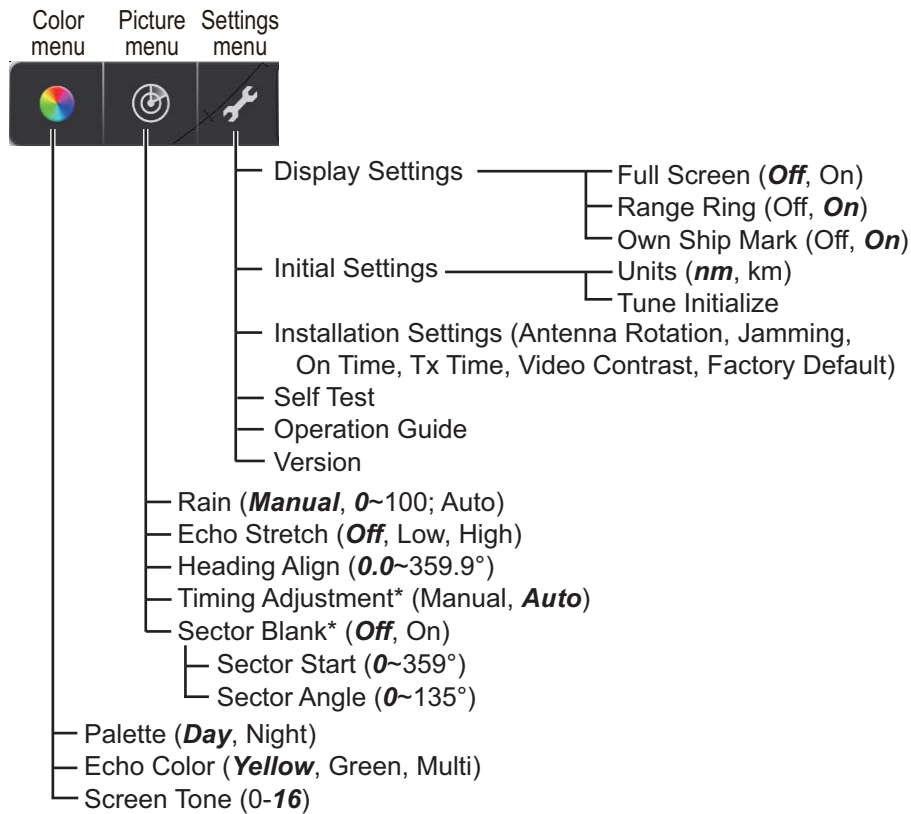 Color menu
Picture menu
Settings menu
Display Settings
Full Screen (Off, On)
Range Ring (Off, On)
Own Ship Mark (Off, On)
Initial Settings
Units (nm, km)
Tune Initialize
Installation Settings (Antenna Rotation, Jamming,
On Time, Tx Time, Video Contrast, Factory Default)
Self Test
Operation Guide
Version
Rain (Manual, 0~100; Auto)
Echo Stretch (Off, Low, High)
Heading Align (0.0~359.9°)
Timing Adjustment* (Manual, Auto)
Sector Blank* (Off, On)
Sector Start (0~359°)
Sector Angle (0~135°)
Palette (Day, Night)
Echo Color (Yellow, Green, Multi)
Screen Tone (0-16)